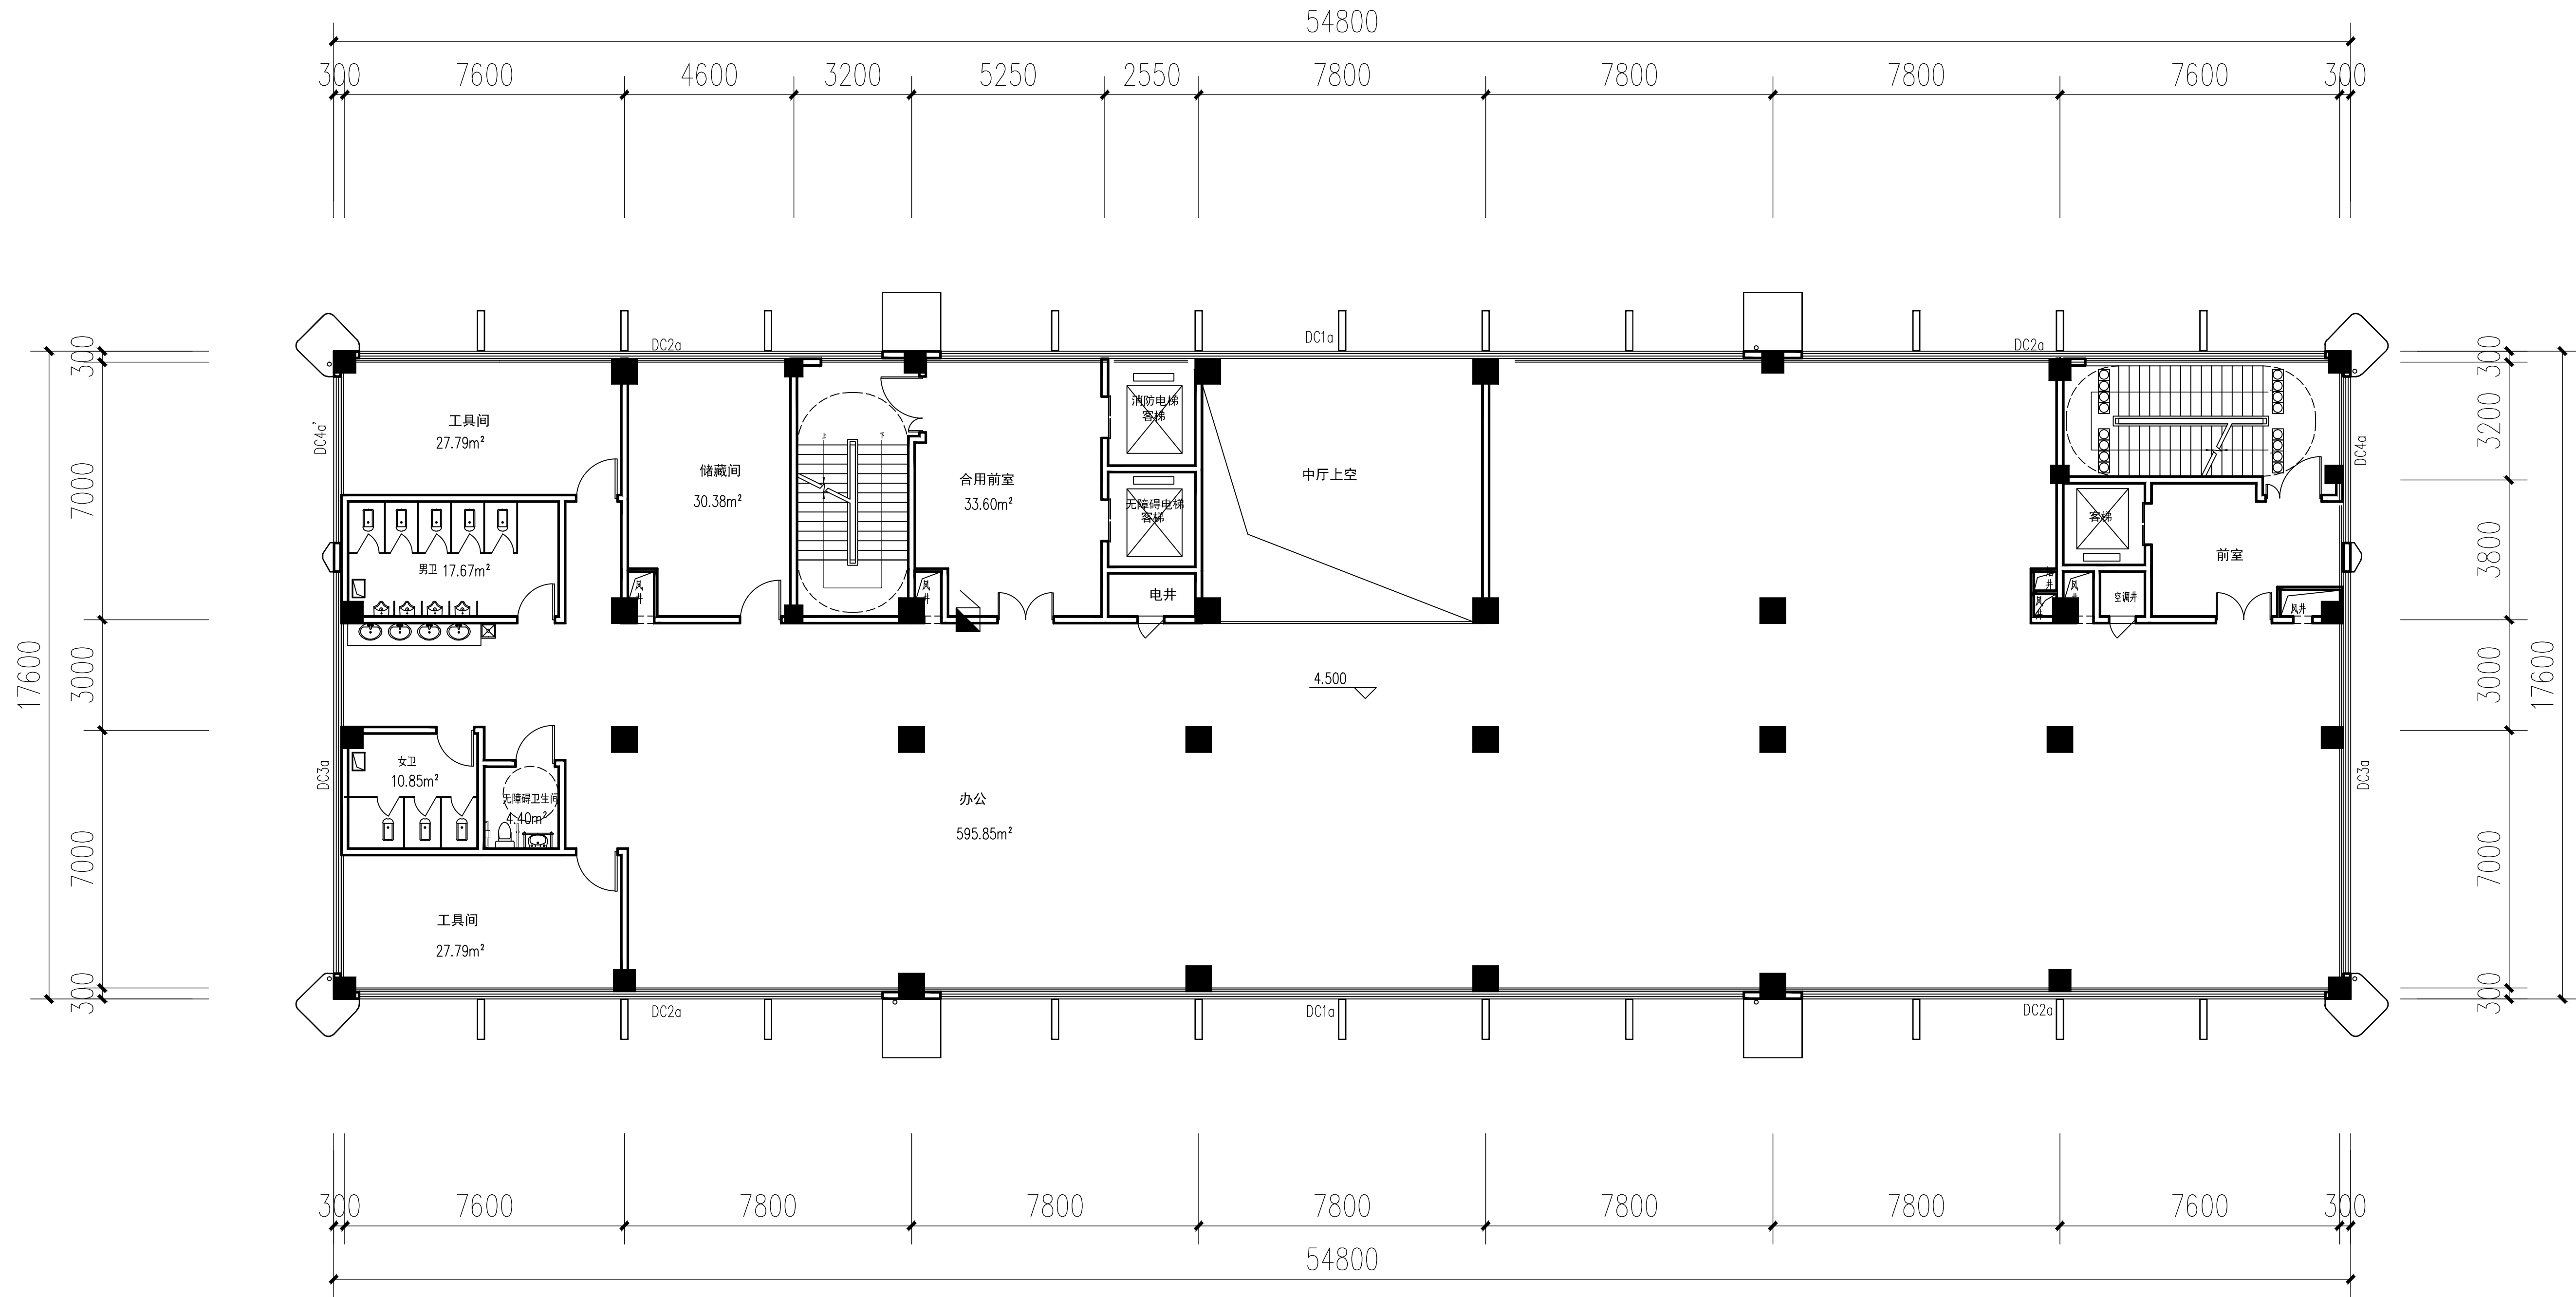 54800
300 7600 4600 3200 5250 2550 7800 7800 7800 7600 300
DC2a
DC1a
DC2a
300
7000
3000
7000
300
17600
300
3200
3800
3000
7000
300
17600
DC4a'
DC3a
DC4a
DC3a
工具间
27.79m²
储藏间
30.38m²
上 下
合用前室
33.60m²
消防电梯
客梯
无障碍电梯
客梯
电井
中厅上空
男卫 17.67m²
风井
风井
客梯
前室
风井
风井
空调井
风井
4.500
女卫
10.85m²
无障碍卫生间
4.40m²
办公
595.85m²
工具间
27.79m²
DC2a
DC1a
DC2a
300 7600 7800 7800 7800 7800 7800 7600 300
54800